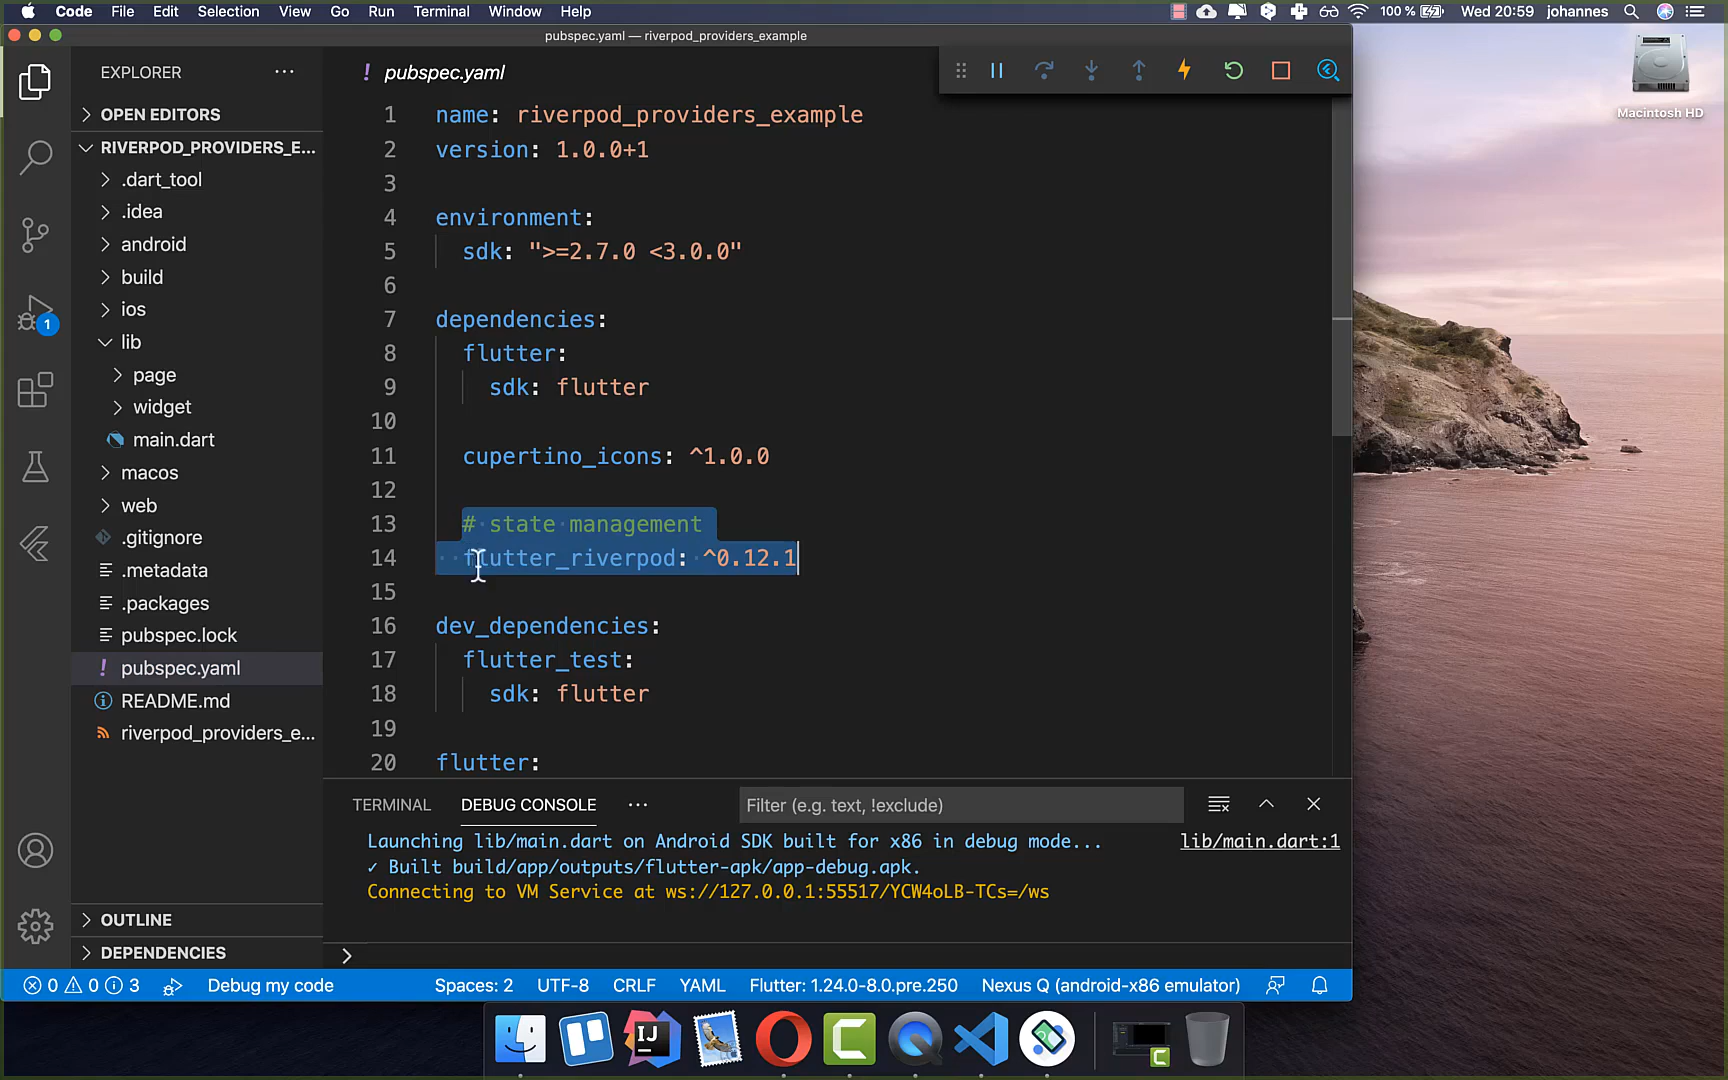 Code File Edit Selection View Go Run Terminal Window Help 100 % Wed 20:59 johannes
pubspec.yaml — riverpod_providers_example
Macintosh HD
EXPLORER
OPEN EDITORS
RIVERPOD_PROVIDERS_E...
.dart_tool
.idea
android
build
ios
lib
page
widget
main.dart
macos
web
.gitignore
.metadata
.packages
pubspec.lock
! pubspec.yaml
README.md
riverpod_providers_e...
OUTLINE
DEPENDENCIES
1
! pubspec.yaml
1 name: riverpod_providers_example
2 version: 1.0.0+1
3
4 environment:
5 sdk: ">=2.7.0 <3.0.0"
6
7 dependencies:
8 flutter:
9 sdk: flutter
10
11 cupertino_icons: ^1.0.0
12
13 # state management
14 flutter_riverpod: ^0.12.1
15
16 dev_dependencies:
17 flutter_test:
18 sdk: flutter
19
20 flutter:
TERMINAL DEBUG CONSOLE Filter (e.g. text, !exclude)
Launching lib/main.dart on Android SDK built for x86 in debug mode... lib/main.dart:1
✓ Built build/app/outputs/flutter-apk/app-debug.apk.
Connecting to VM Service at ws://127.0.0.1:55517/YCW4oLB-TCs=/ws
0 0 3 Debug my code Spaces: 2 UTF-8 CRLF YAML Flutter: 1.24.0-8.0.pre.250 Nexus Q (android-x86 emulator)
IJ C C